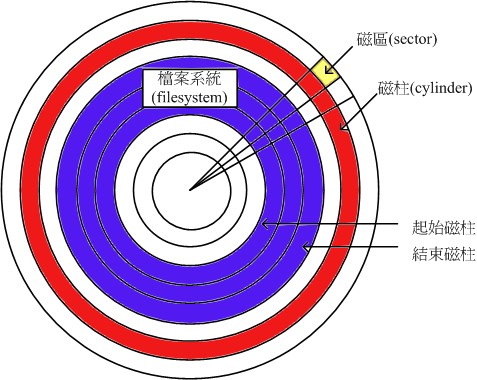 磁區(sector)
檔案系統
(filesystem)
磁柱(cylinder)
起始磁柱
結束磁柱